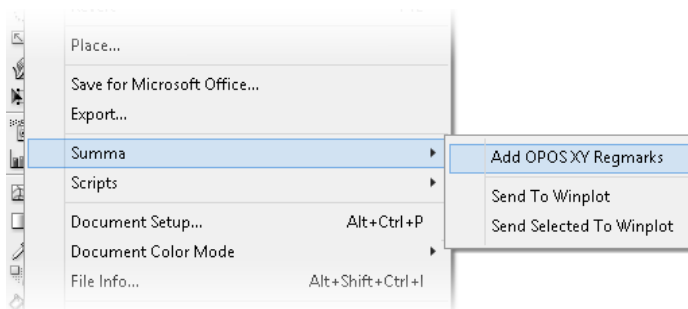 Place...
Save for Microsoft Office...
Export...
Summa
Add OPOS XY Regmarks
Scripts
Send To Winplot
Send Selected To Winplot
Document Setup... Alt+Ctrl+P
Document Color Mode
File Info... Alt+Shift+Ctrl+I